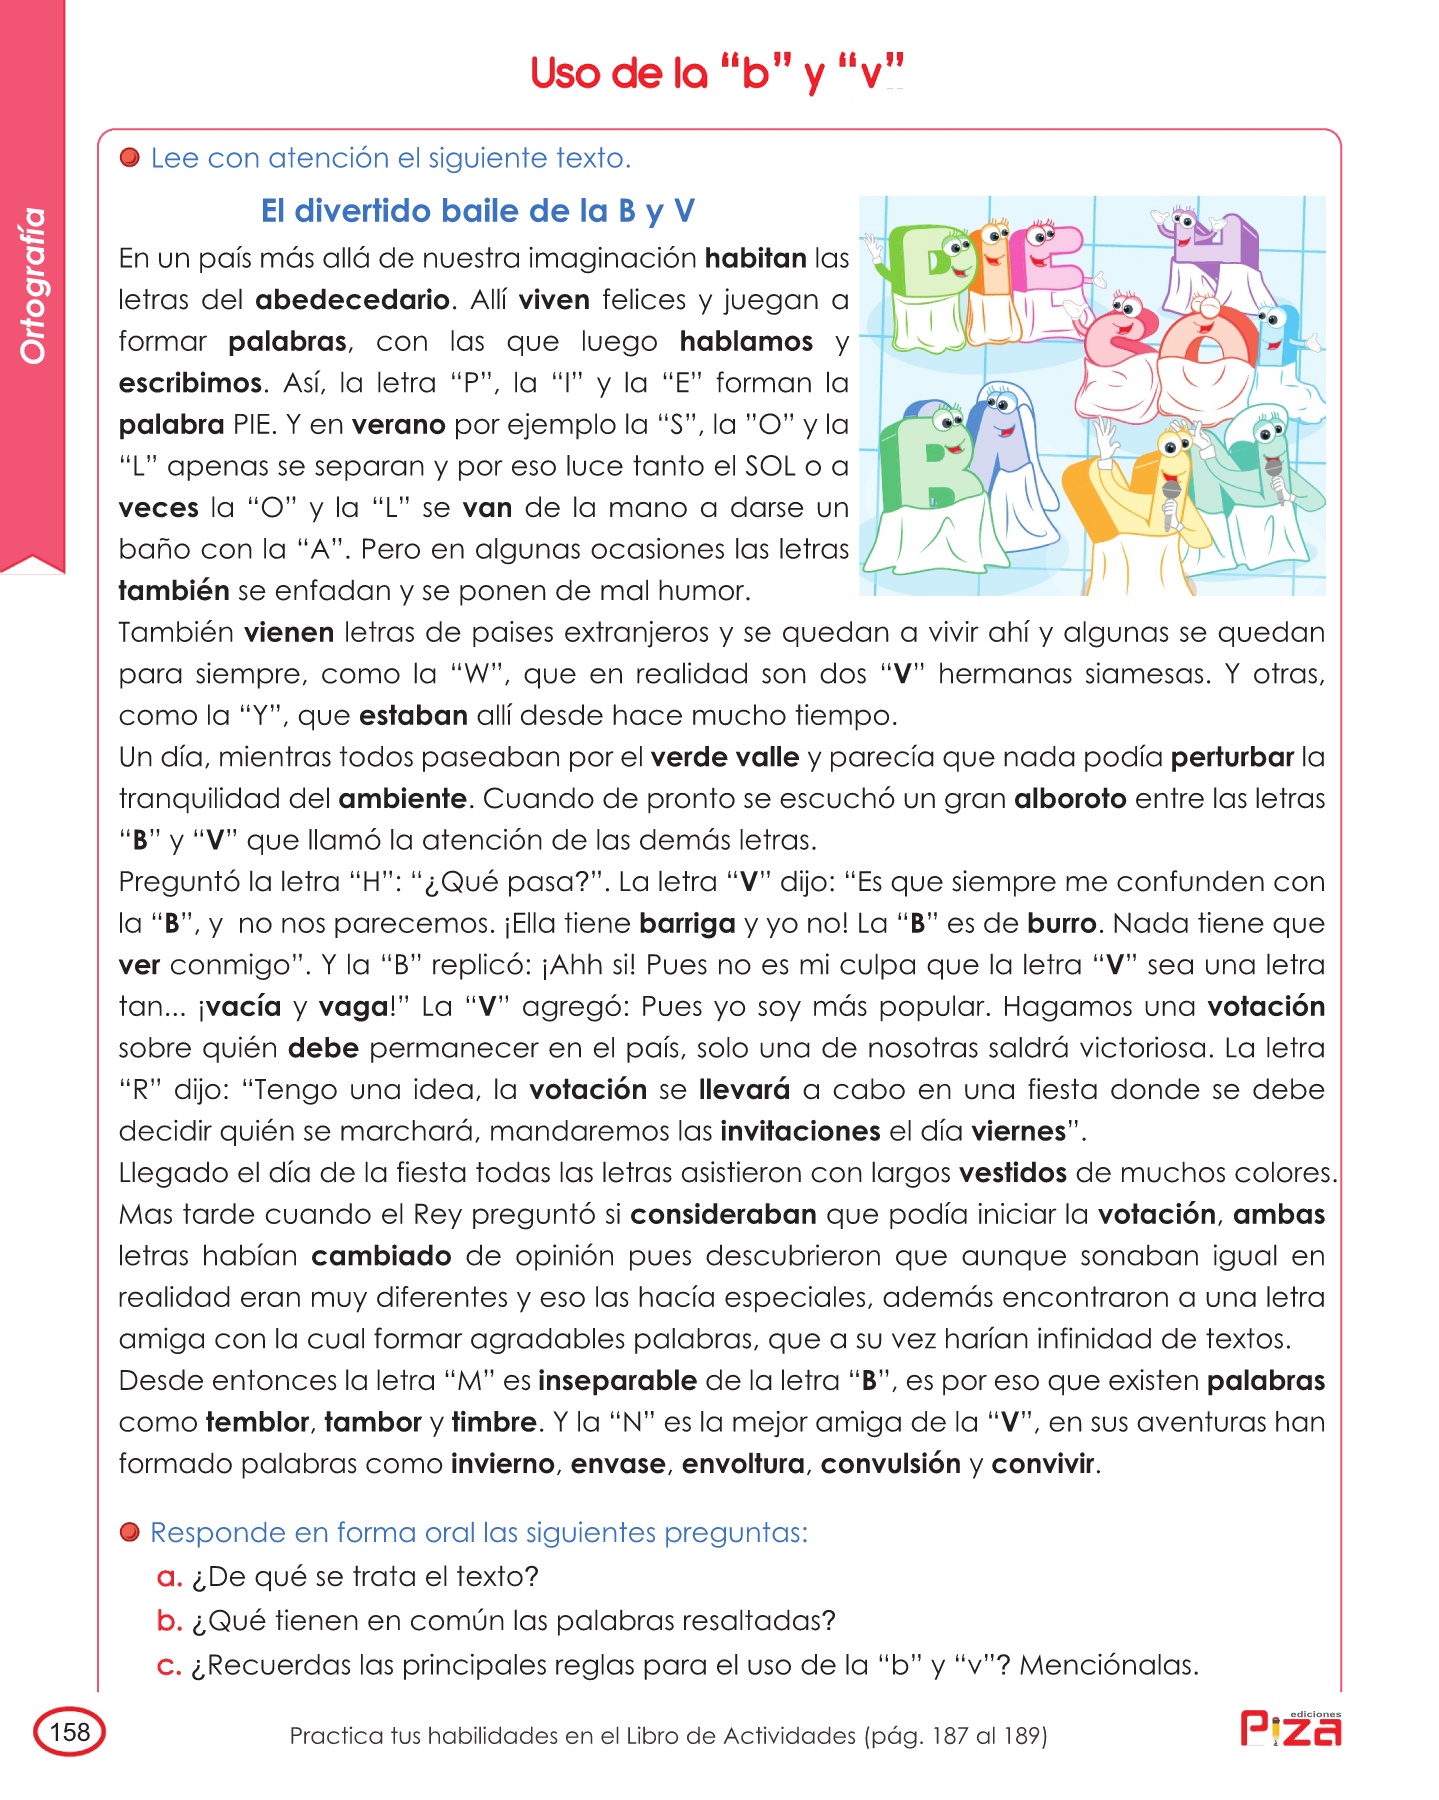 Uso de la “b” y “v”
Ortografía
Lee con atención el siguiente texto.
El divertido baile de la B y V
En un país más allá de nuestra imaginación habitan las
letras del abedecedario. Allí viven felices y juegan a
formar palabras, con las que luego hablamos y
escribimos. Así, la letra “P”, la “I” y la “E” forman la
palabra PIE. Y en verano por ejemplo la “S”, la ”O” y la
“L” apenas se separan y por eso luce tanto el SOL o a
veces la “O” y la “L” se van de la mano a darse un
baño con la “A”. Pero en algunas ocasiones las letras
también se enfadan y se ponen de mal humor.
PIE
H
SOL
BA
VN
También vienen letras de paises extranjeros y se quedan a vivir ahí y algunas se quedan
para siempre, como la “W”, que en realidad son dos “V” hermanas siamesas. Y otras,
como la “Y”, que estaban allí desde hace mucho tiempo.
Un día, mientras todos paseaban por el verde valle y parecía que nada podía perturbar la
tranquilidad del ambiente. Cuando de pronto se escuchó un gran alboroto entre las letras
“B” y “V” que llamó la atención de las demás letras.
Preguntó la letra “H”: “¿Qué pasa?”. La letra “V” dijo: “Es que siempre me confunden con
la “B”, y no nos parecemos. ¡Ella tiene barriga y yo no! La “B” es de burro. Nada tiene que
ver conmigo”. Y la “B” replicó: ¡Ahh si! Pues no es mi culpa que la letra “V” sea una letra
tan... ¡vacía y vaga!” La “V” agregó: Pues yo soy más popular. Hagamos una votación
sobre quién debe permanecer en el país, solo una de nosotras saldrá victoriosa. La letra
“R” dijo: “Tengo una idea, la votación se llevará a cabo en una fiesta donde se debe
decidir quién se marchará, mandaremos las invitaciones el día viernes”.
Llegado el día de la fiesta todas las letras asistieron con largos vestidos de muchos colores.
Mas tarde cuando el Rey preguntó si consideraban que podía iniciar la votación, ambas
letras habían cambiado de opinión pues descubrieron que aunque sonaban igual en
realidad eran muy diferentes y eso las hacía especiales, además encontraron a una letra
amiga con la cual formar agradables palabras, que a su vez harían infinidad de textos.
Desde entonces la letra “M” es inseparable de la letra “B”, es por eso que existen palabras
como temblor, tambor y timbre. Y la “N” es la mejor amiga de la “V”, en sus aventuras han
formado palabras como invierno, envase, envoltura, convulsión y convivir.
Responde en forma oral las siguientes preguntas:
a. ¿De qué se trata el texto?
b. ¿Qué tienen en común las palabras resaltadas?
c. ¿Recuerdas las principales reglas para el uso de la “b” y “v”? Menciónalas.
158
Practica tus habilidades en el Libro de Actividades (pág. 187 al 189)
ediciones
Piza